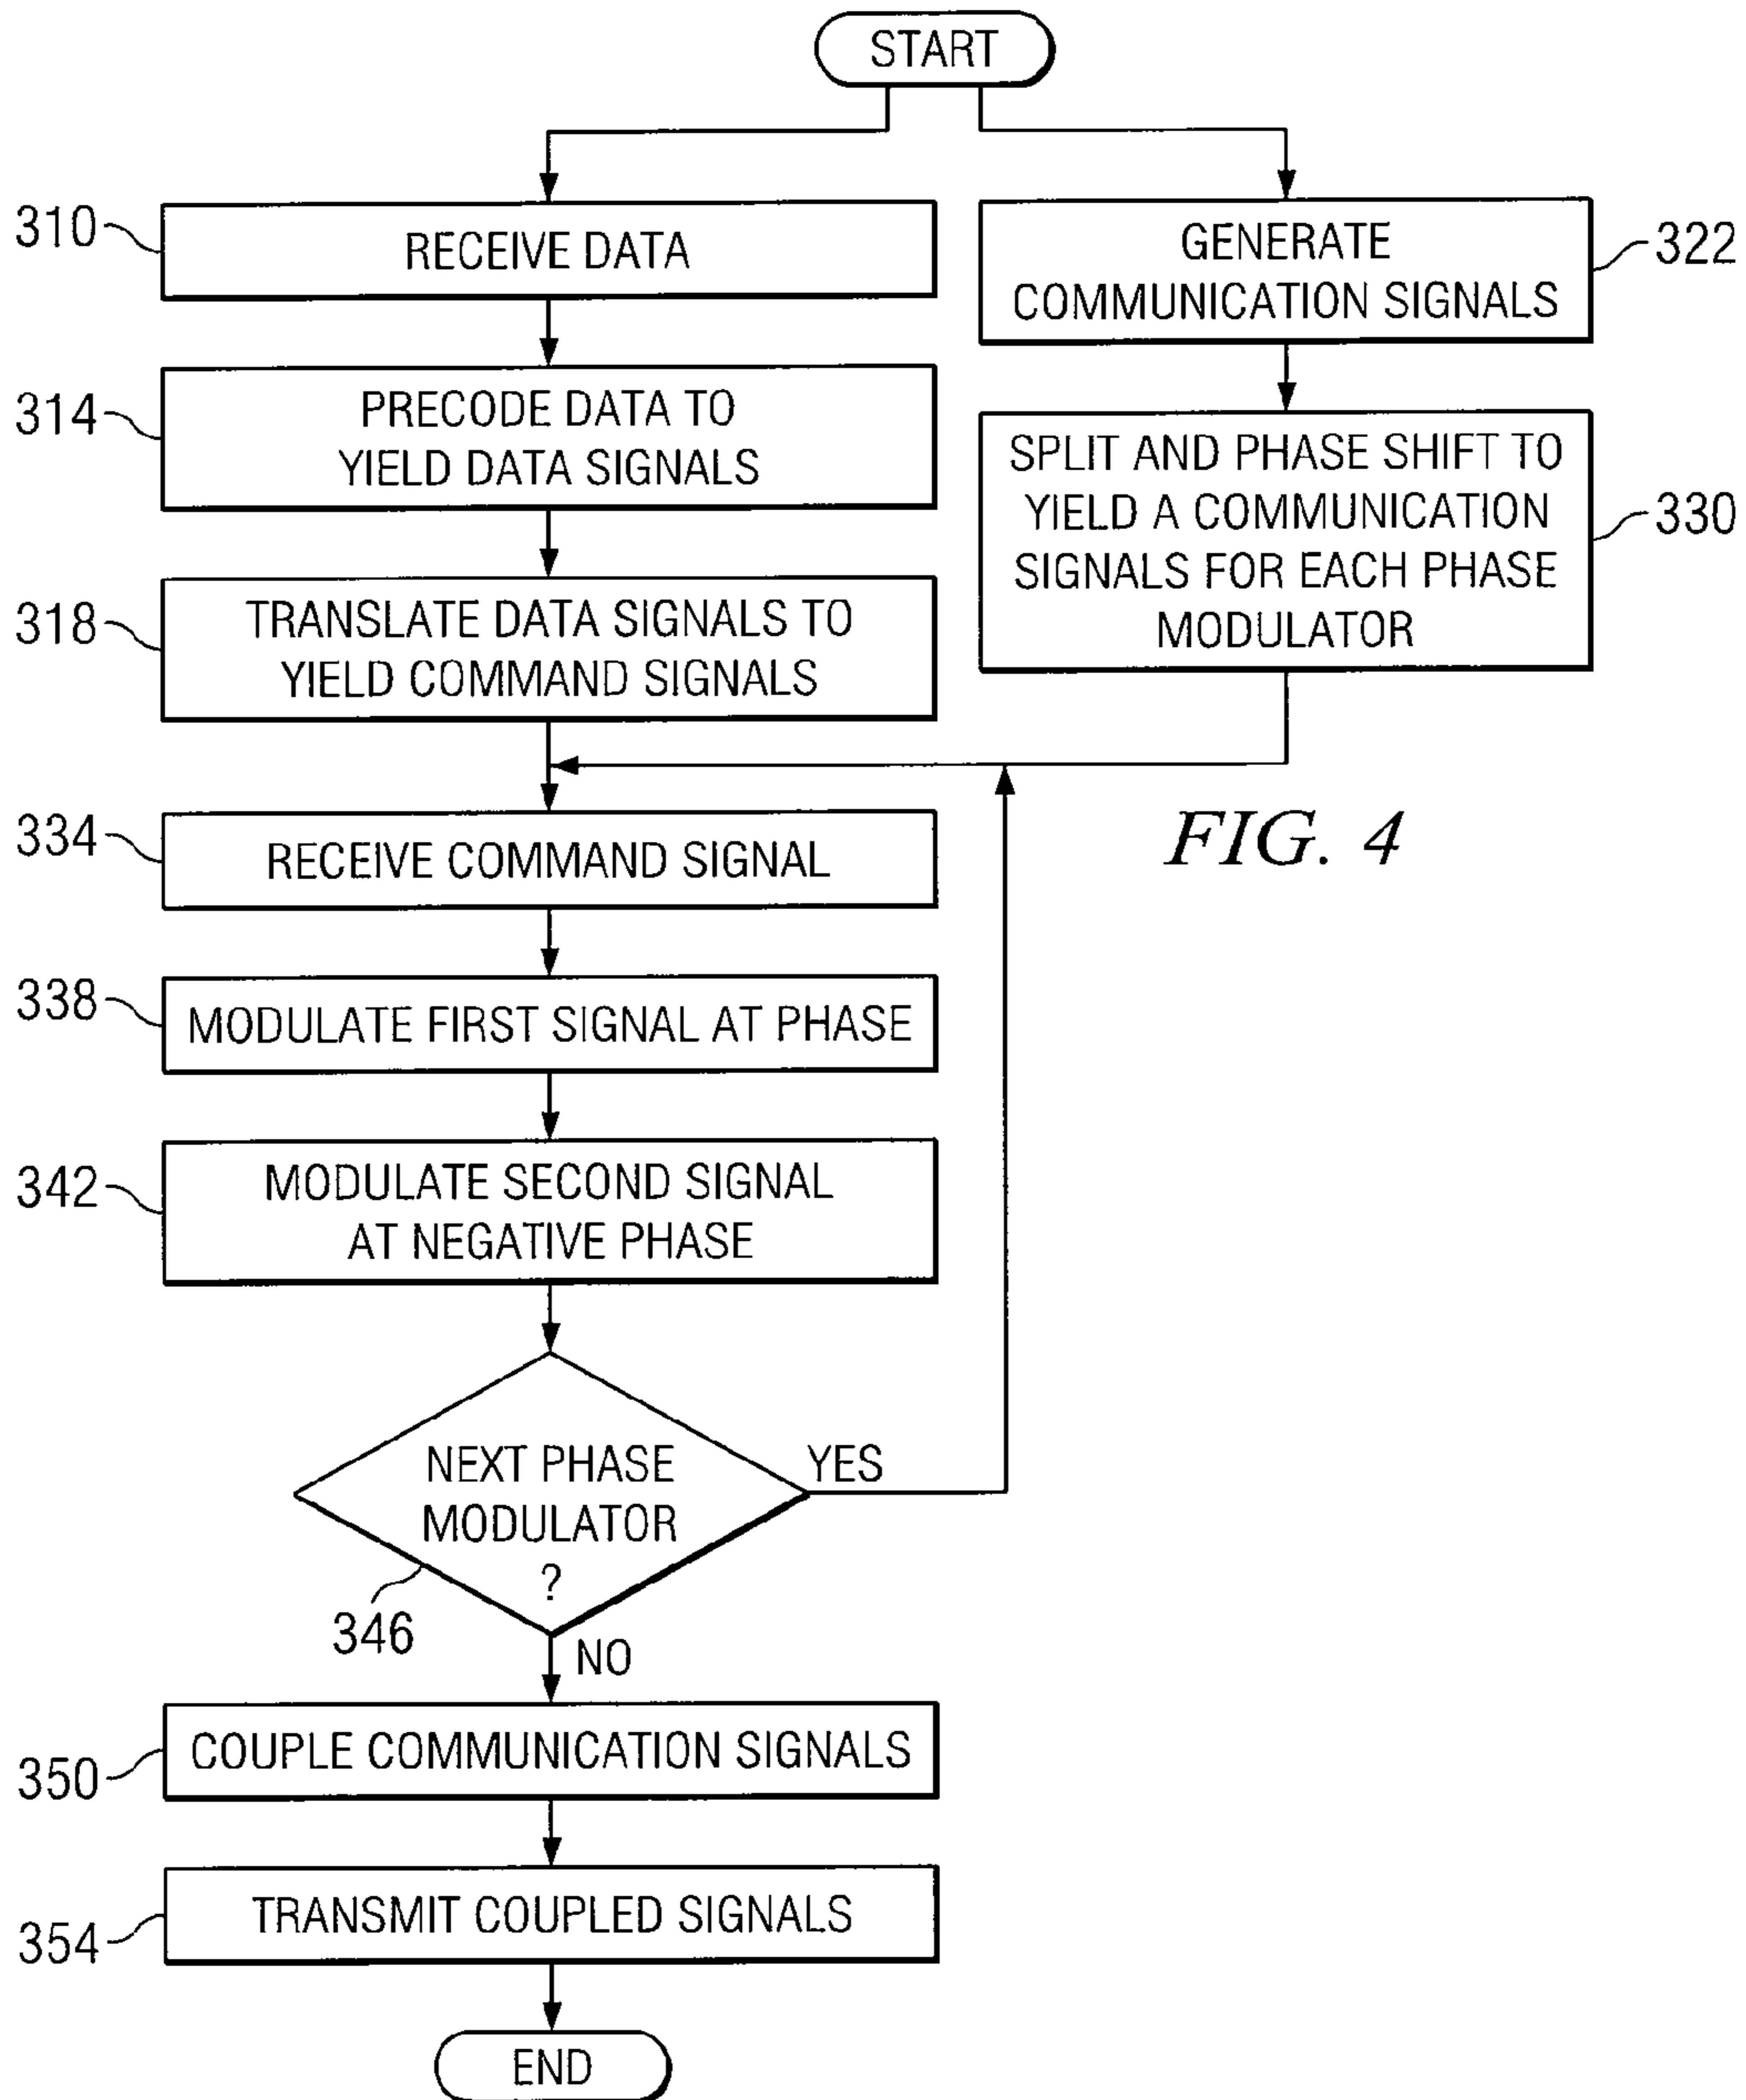 START
310
RECEIVE DATA
GENERATE
COMMUNICATION SIGNALS
322
314
PRECODE DATA TO
YIELD DATA SIGNALS
SPLIT AND PHASE SHIFT TO
YIELD A COMMUNICATION
SIGNALS FOR EACH PHASE
MODULATOR
330
318
TRANSLATE DATA SIGNALS TO
YIELD COMMAND SIGNALS
334
RECEIVE COMMAND SIGNAL
FIG. 4
338
MODULATE FIRST SIGNAL AT PHASE
342
MODULATE SECOND SIGNAL
AT NEGATIVE PHASE
NEXT PHASE
MODULATOR
?
YES
346
NO
350
COUPLE COMMUNICATION SIGNALS
354
TRANSMIT COUPLED SIGNALS
END